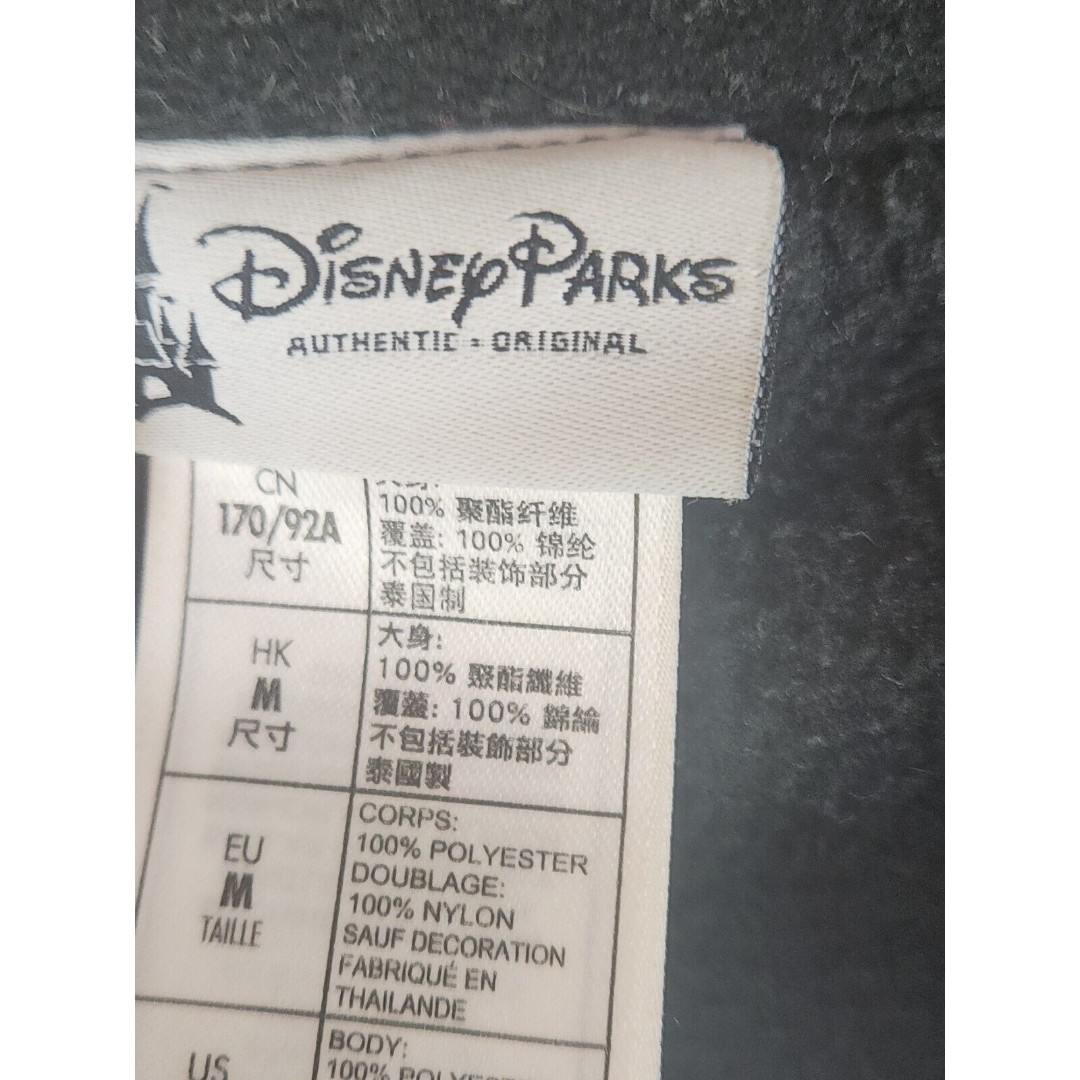 DISNEY PARKS
AUTHENTIC • ORIGINAL
CN
170/92A
尺寸
100% 聚酯纤维
覆盖: 100% 锦纶
不包括装饰部分
泰国制
HK
M
尺寸
大身:
100% 聚酯纖維
覆蓋: 100% 錦綸
不包括裝飾部分
泰國製
EU
M
TAILLE
CORPS:
100% POLYESTER
DOUBLAGE:
100% NYLON
SAUF DECORATION
FABRIQUÉ EN
THAILANDE
US
BODY:
100%